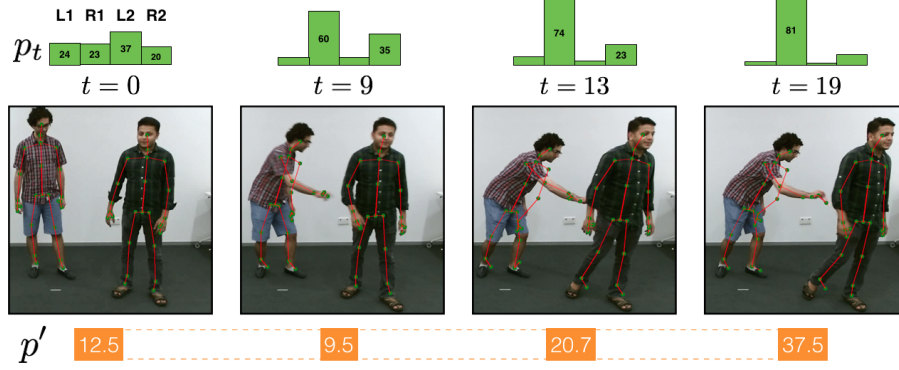 L1 R1 L2 R2
p_t 24 23 37 20 60 35 74 23 81
t = 0 t = 9 t = 13 t = 19
p′ 12.5 9.5 20.7 37.5